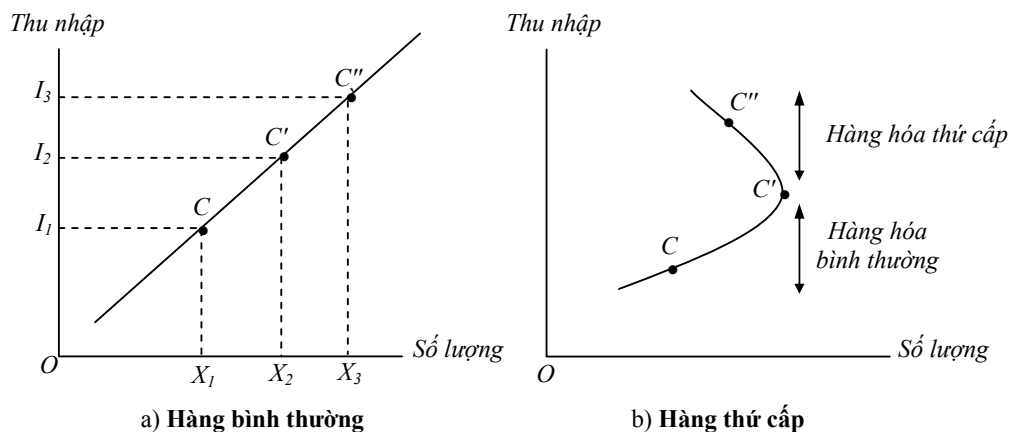 Thu nhập
I₃
I₂
I₁
C
C'
C''
O
X₁
X₂
X₃
Số lượng
a) Hàng bình thường
Thu nhập
C''
Hàng hóa thứ cấp
C'
Hàng hóa
bình thường
C
Số lượng
O
b) Hàng thứ cấp